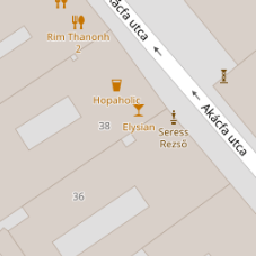 Akácfa utca
Rim Thanonh
2
Hopaholic
38
Elysian
Seress
Rezső
Akácfa utca
36